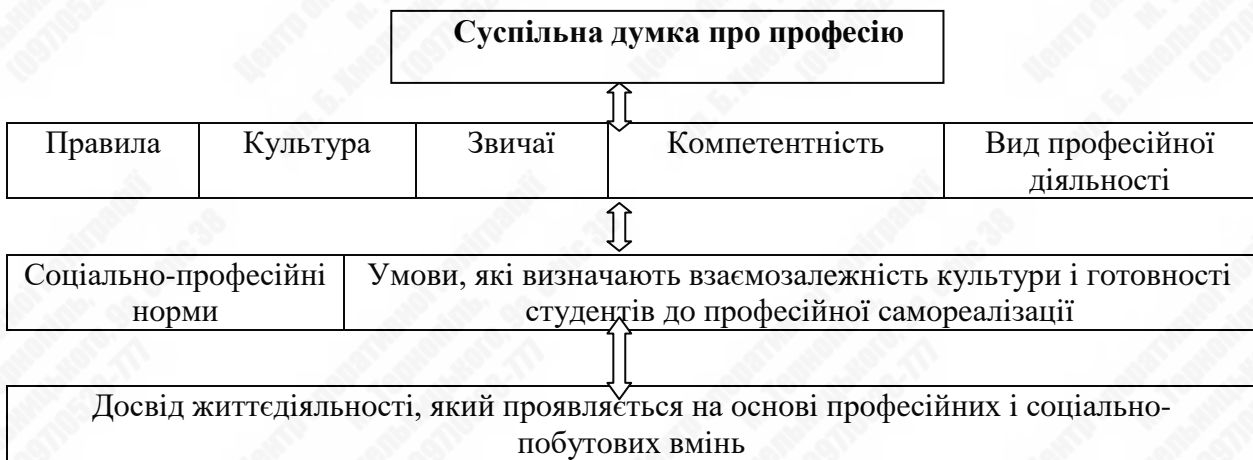 Суспільна думка про професію
Правила Культура Звичаї Компетентність Вид професійної
діяльності
Соціально-професійні
норми
Умови, які визначають взаємозалежність культури і готовності
студентів до професійної самореалізації
Досвід життєдіяльності, який проявляється на основі професійних і соціально-
побутових вмінь